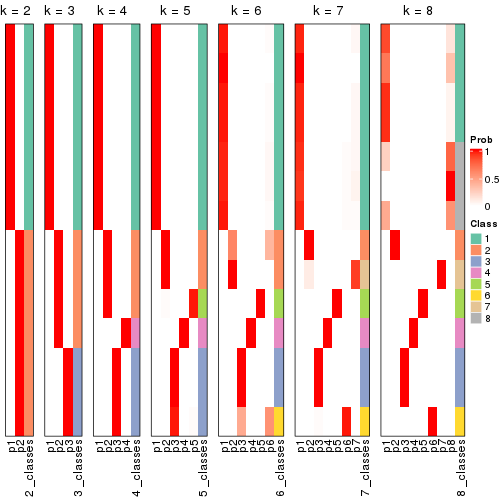 k = 2 k = 3 k = 4 k = 5 k = 6 k = 7 k = 8
Prob
1
0.5
0
Class
1
2
3
4
5
6
7
8
p1 p2 2_classes
p1 p2 p3 3_classes
p1 p2 p3 p4 4_classes
p1 p2 p3 p4 p5 5_classes
p1 p2 p3 p4 p5 p6 6_classes
p1 p2 p3 p4 p5 p6 p7 7_classes
p1 p2 p3 p4 p5 p6 p7 p8 8_classes